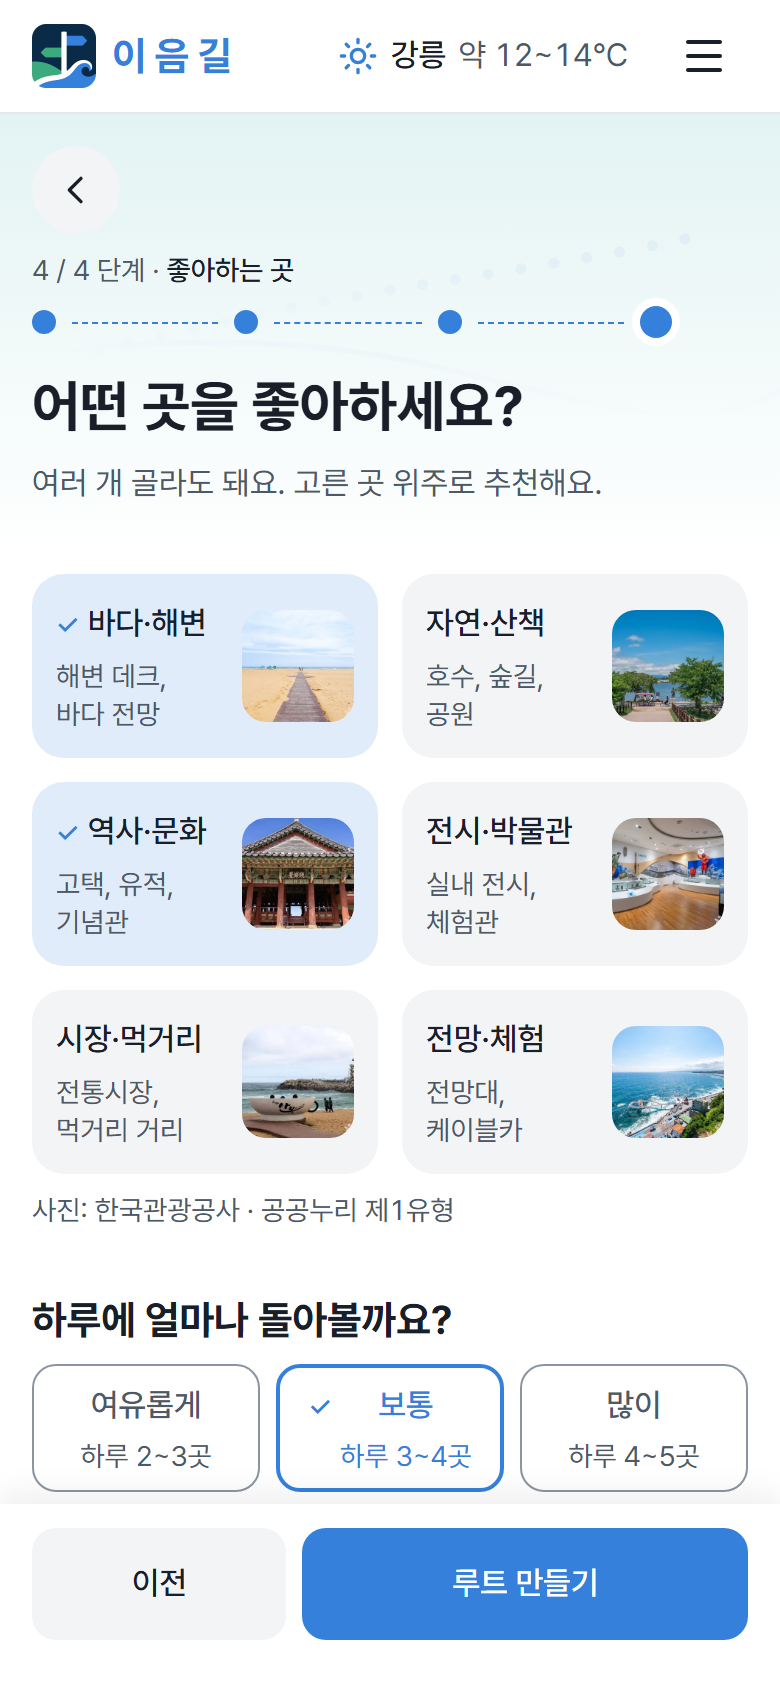 이음길
강릉 약 12~14°C
4 / 4 단계 · 좋아하는 곳
어떤 곳을 좋아하세요?
여러 개 골라도 돼요. 고른 곳 위주로 추천해요.
바다·해변
해변 데크,
바다 전망
자연·산책
호수, 숲길,
공원
역사·문화
고택, 유적,
기념관
전시·박물관
실내 전시,
체험관
시장·먹거리
전통시장,
먹거리 거리
전망·체험
전망대,
케이블카
사진: 한국관광공사 · 공공누리 제1유형
하루에 얼마나 돌아볼까요?
여유롭게
하루 2~3곳
보통
하루 3~4곳
많이
하루 4~5곳
이전
루트 만들기